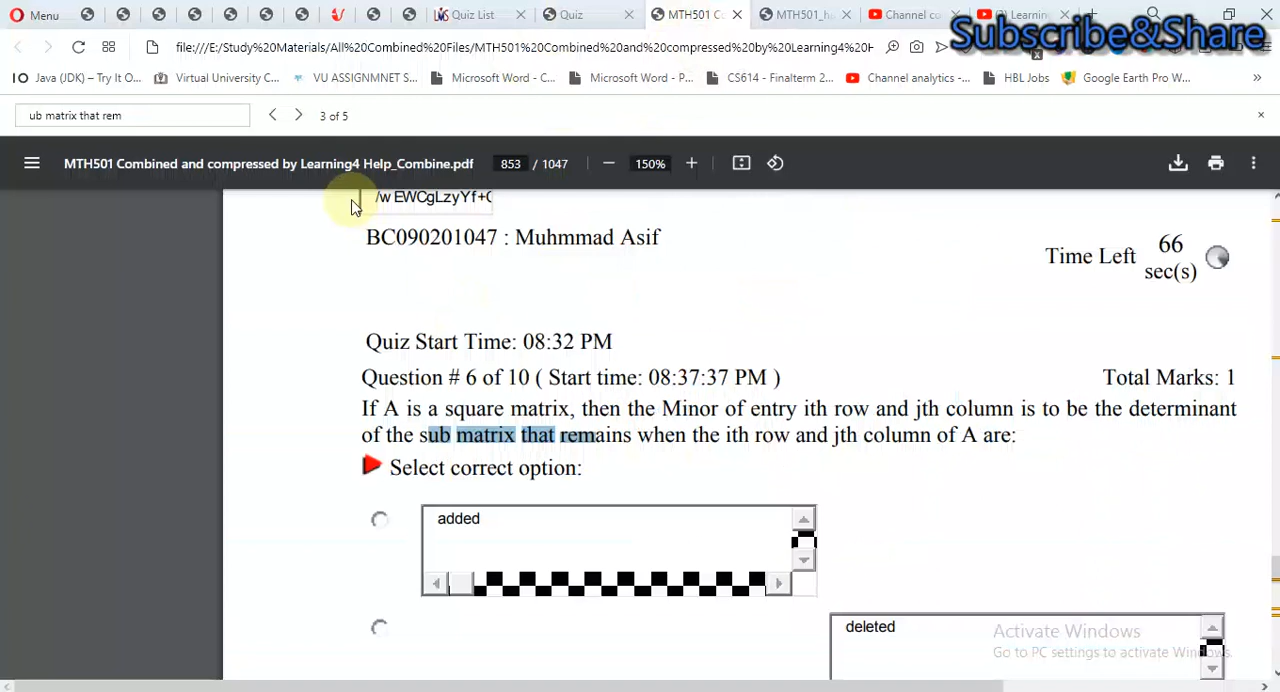 Menu
Quiz List
Quiz
MTH501 C
MTH501_h
Channel c
Learnin
Subscribe&Share
file:///E:/Study%20Materials/All%20Combined%20Files/MTH501%20Combined%20and%20compressed%20by%20Learning4%20H
Java (JDK) – Try It O...
Virtual University C...
VU ASSIGNMNET S...
Microsoft Word - C...
Microsoft Word - P...
CS614 - Finalterm 2...
Channel analytics -...
HBL Jobs
Google Earth Pro W...
ub matrix that rem
3 of 5
MTH501 Combined and compressed by Learning4 Help_Combine.pdf
853 / 1047
150%
/w EWCgLzyYf+
BC090201047 : Muhmmad Asif
Time Left 66 sec(s)
Quiz Start Time: 08:32 PM
Question # 6 of 10 ( Start time: 08:37:37 PM ) Total Marks: 1
If A is a square matrix, then the Minor of entry ith row and jth column is to be the determinant
of the sub matrix that remains when the ith row and jth column of A are:
Select correct option:
added
deleted
Activate Windows
Go to PC settings to activate Windows.